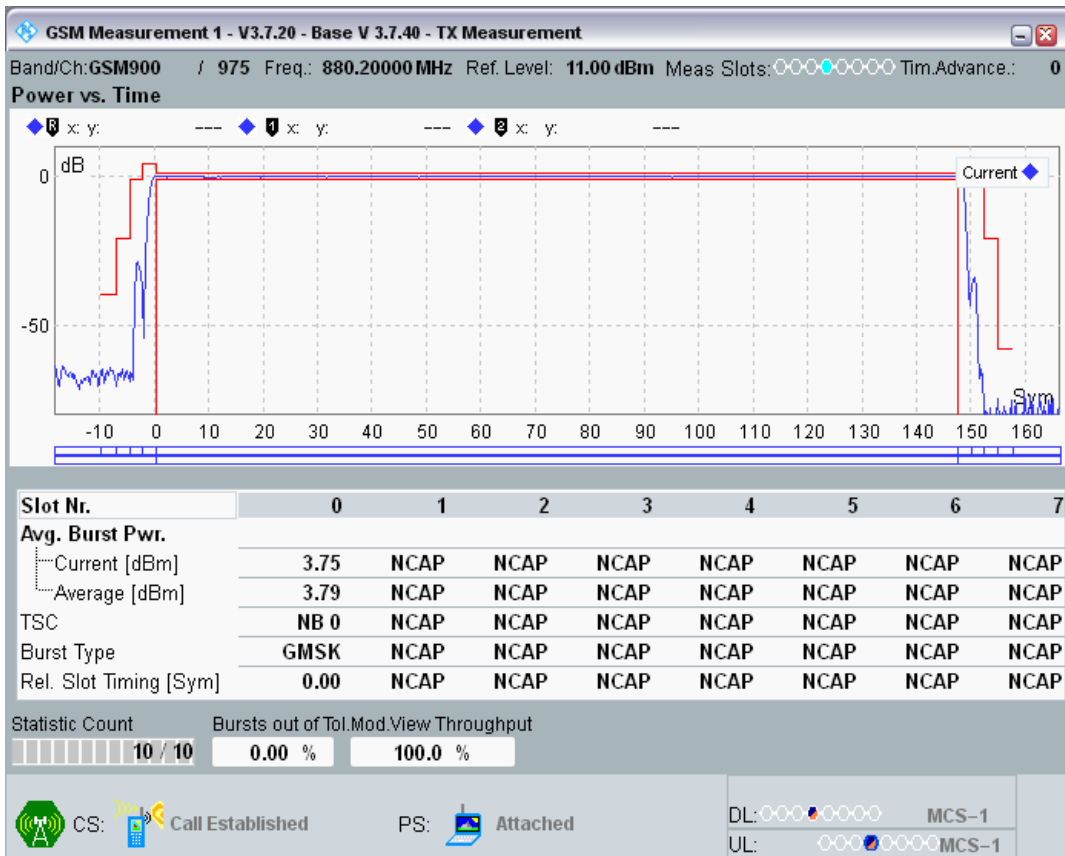 GSM Measurement 1 - V3.7.20 - Base V 3.7.40 - TX Measurement
Band/Ch:GSM900 / 975 Freq.: 880.20000 MHz Ref. Level: 11.00 dBm Meas Slots: Tim.Advance.: 0
Power vs. Time
R x: y: --- 1 x: y: --- 2 x: y: ---
dB
Current
0
-50
Sym
-10 0 10 20 30 40 50 60 70 80 90 100 110 120 130 140 150 160
Slot Nr. 0 1 2 3 4 5 6 7
Avg. Burst Pwr.
Current [dBm] 3.75 NCAP NCAP NCAP NCAP NCAP NCAP NCAP
Average [dBm] 3.79 NCAP NCAP NCAP NCAP NCAP NCAP NCAP
TSC NB 0 NCAP NCAP NCAP NCAP NCAP NCAP NCAP
Burst Type GMSK NCAP NCAP NCAP NCAP NCAP NCAP NCAP
Rel. Slot Timing [Sym] 0.00 NCAP NCAP NCAP NCAP NCAP NCAP NCAP
Statistic Count Bursts out of Tol.Mod.View Throughput
10 / 10 0.00 % 100.0 %
CS: Call Established PS: Attached
DL: MCS-1
UL: MCS-1